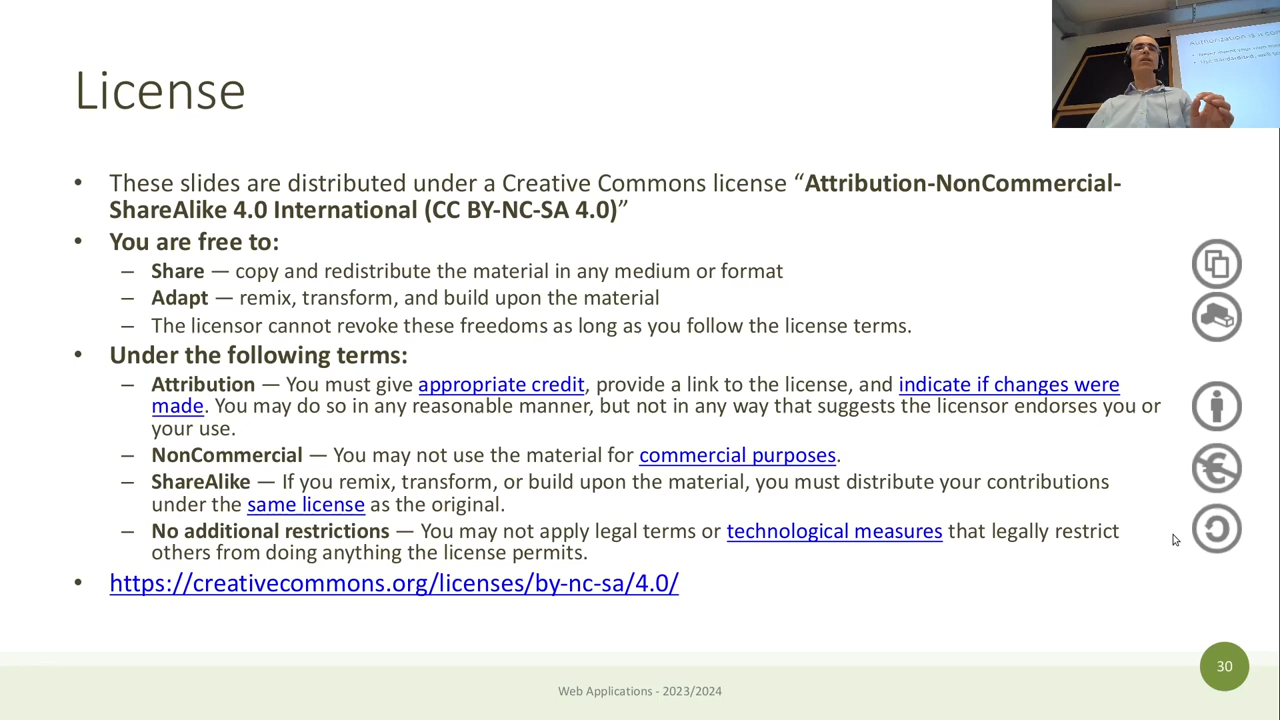 License
Authorization is a com
• These slides are distributed under a Creative Commons license “Attribution-NonCommercial-
ShareAlike 4.0 International (CC BY-NC-SA 4.0)”
• You are free to:
– Share — copy and redistribute the material in any medium or format
– Adapt — remix, transform, and build upon the material
– The licensor cannot revoke these freedoms as long as you follow the license terms.
• Under the following terms:
– Attribution — You must give appropriate credit, provide a link to the license, and indicate if changes were
made. You may do so in any reasonable manner, but not in any way that suggests the licensor endorses you or
your use.
– NonCommercial — You may not use the material for commercial purposes.
– ShareAlike — If you remix, transform, or build upon the material, you must distribute your contributions
under the same license as the original.
– No additional restrictions — You may not apply legal terms or technological measures that legally restrict
others from doing anything the license permits.
• https://creativecommons.org/licenses/by-nc-sa/4.0/
30
Web Applications - 2023/2024